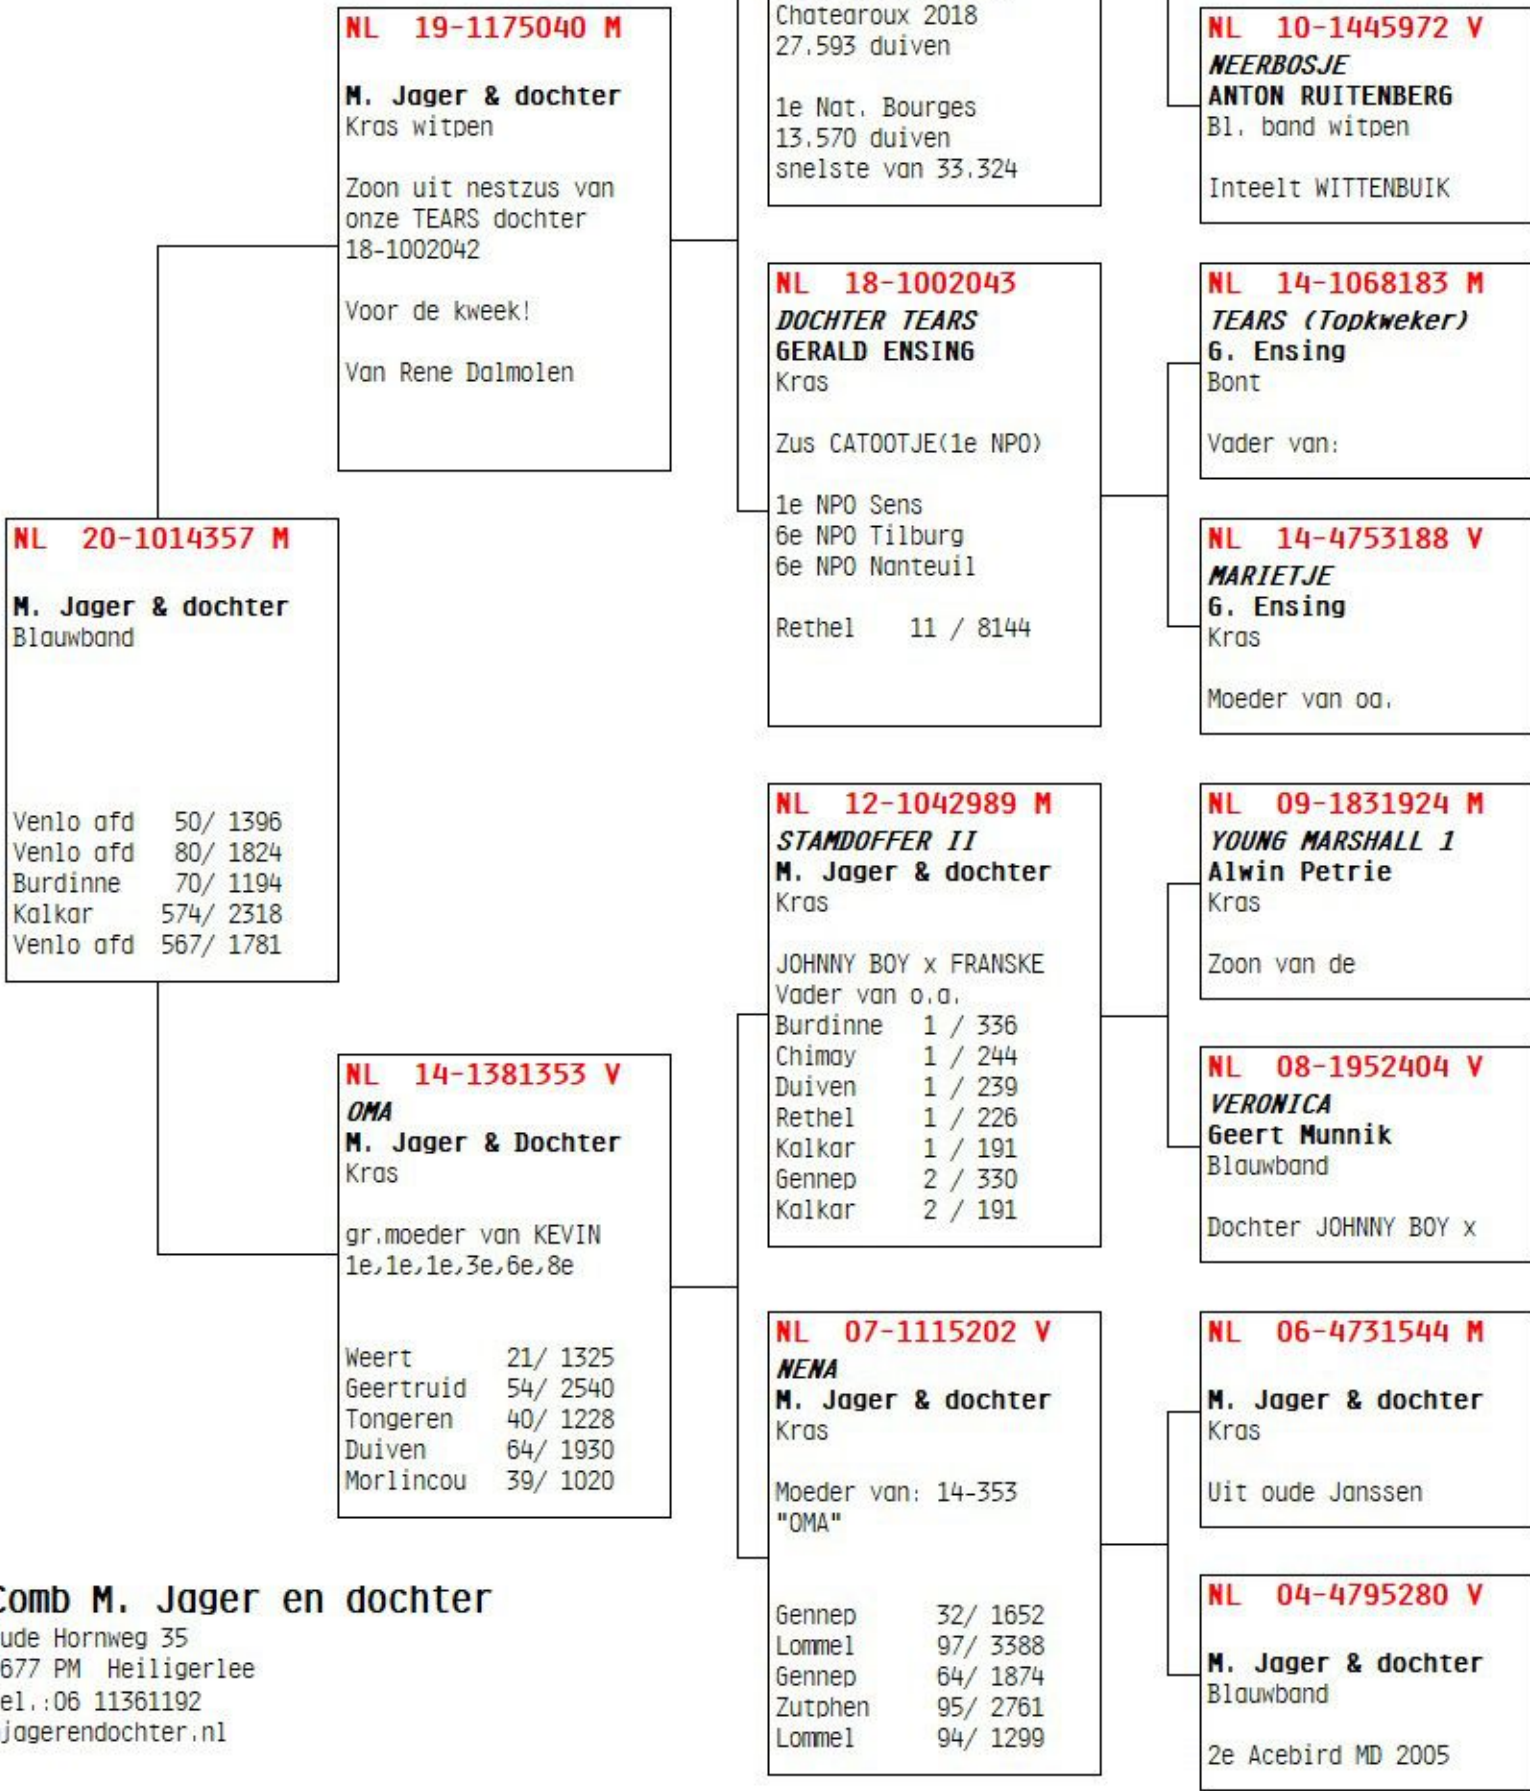 NL 20-1014357 M
M. Jager & dochter
Blauwband
Venlo afd 50/ 1396
Venlo afd 80/ 1824
Burdinne 70/ 1194
Kalkar 574/ 2318
Venlo afd 567/ 1781
NL 19-1175040 M
M. Jager & dochter
Kras witpen
Zoon uit nestzus van
onze TEARS dochter
18-1002042
Voor de kweek!
Van Rene Dalmolen
NL 14-1381353 V
OMA
M. Jager & Dochter
Kras
gr.moeder van KEVIN
1e,1e,1e,3e,6e,8e
Weert 21/ 1325
Geertruid 54/ 2540
Tongeren 40/ 1228
Duiven 64/ 1930
Morlincou 39/ 1020
Chatearoux 2018
27.593 duiven
1e Nat. Bourges
13.570 duiven
snelste van 33.324
NL 18-1002043
DOCHTER TEARS
GERALD ENSING
Kras
Zus CATOOTJE(1e NPO)
1e NPO Sens
6e NPO Tilburg
6e NPO Nanteuil
Rethel 11 / 8144
NL 12-1042989 M
STAMDOFFER II
M. Jager & dochter
Kras
JOHNNY BOY x FRANSKE
Vader van o.a.
Burdinne 1 / 336
Chimay 1 / 244
Duiven 1 / 239
Rethel 1 / 226
Kalkar 1 / 191
Gennep 2 / 330
Kalkar 2 / 191
NL 07-1115202 V
NENA
M. Jager & dochter
Kras
Moeder van: 14-353
"OMA"
Gennep 32/ 1652
Lommel 97/ 3388
Gennep 64/ 1874
Zutphen 95/ 2761
Lommel 94/ 1299
NL 10-1445972 V
NEERBOSJE
ANTON RUITENBERG
Bl. band witpen
Inteelt WITTENBUIK
NL 14-1068183 M
TEARS (Topkweker)
G. Ensing
Bont
Vader van:
NL 14-4753188 V
MARIETJE
G. Ensing
Kras
Moeder van oa.
NL 09-1831924 M
YOUNG MARSHALL 1
Alwin Petrie
Kras
Zoon van de
NL 08-1952404 V
VERONICA
Geert Munnik
Blauwband
Dochter JOHNNY BOY x
NL 06-4731544 M
M. Jager & dochter
Kras
Uit oude Janssen
NL 04-4795280 V
M. Jager & dochter
Blauwband
2e Acebird MD 2005
Comb M. Jager en dochter
ude Hornweg 35
677 PM Heiligerlee
el.:06 11361192
jagerendochter.nl